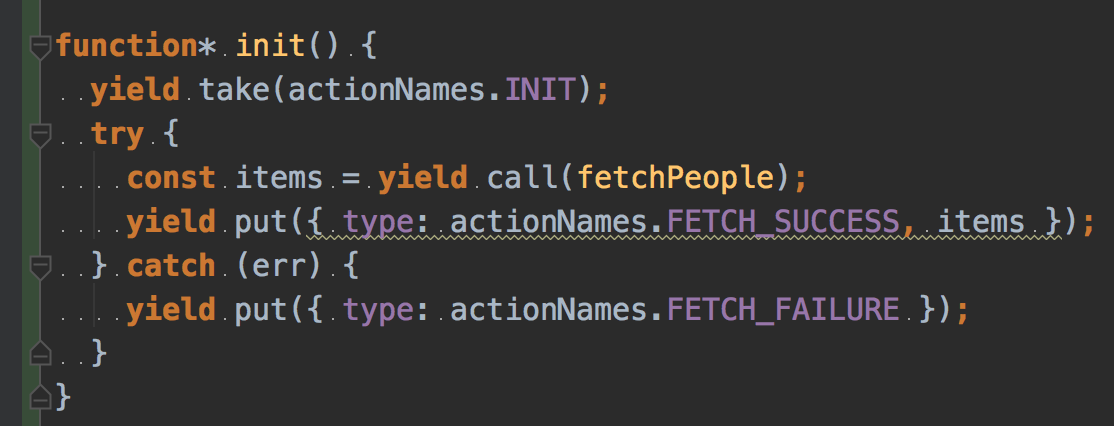 function* init() {
  yield take(actionNames.INIT);
  try {
    const items = yield call(fetchPeople);
    yield put({ type: actionNames.FETCH_SUCCESS, items });
  } catch (err) {
    yield put({ type: actionNames.FETCH_FAILURE });
  }
}